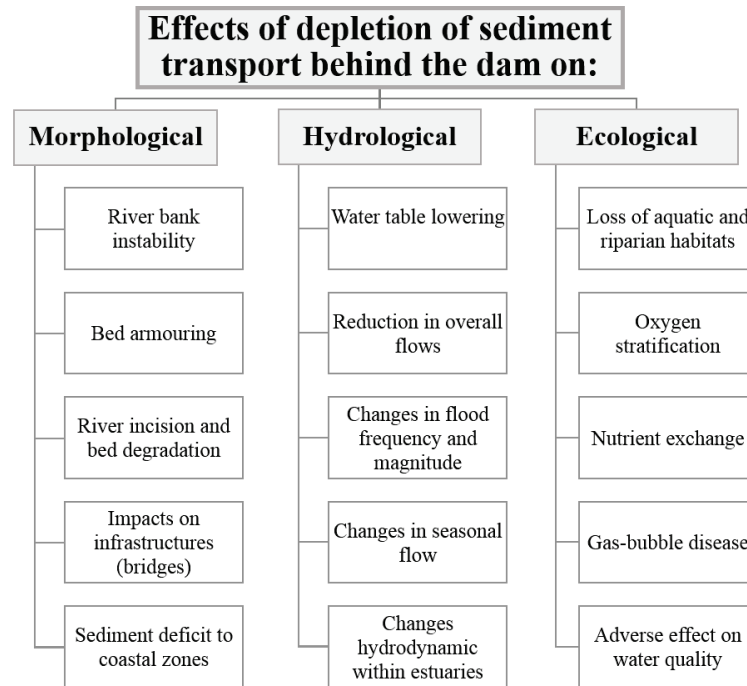 Effects of depletion of sediment
transport behind the dam on:
Morphological
River bank
instability
Bed armouring
River incision and
bed degradation
Impacts on
infrastructures
(bridges)
Sediment deficit to
coastal zones
Hydrological
Water table lowering
Reduction in overall
flows
Changes in flood
frequency and
magnitude
Changes in seasonal
flow
Changes
hydrodynamic
within estuaries
Ecological
Loss of aquatic and
riparian habitats
Oxygen
stratification
Nutrient exchange
Gas-bubble disease
Adverse effect on
water quality